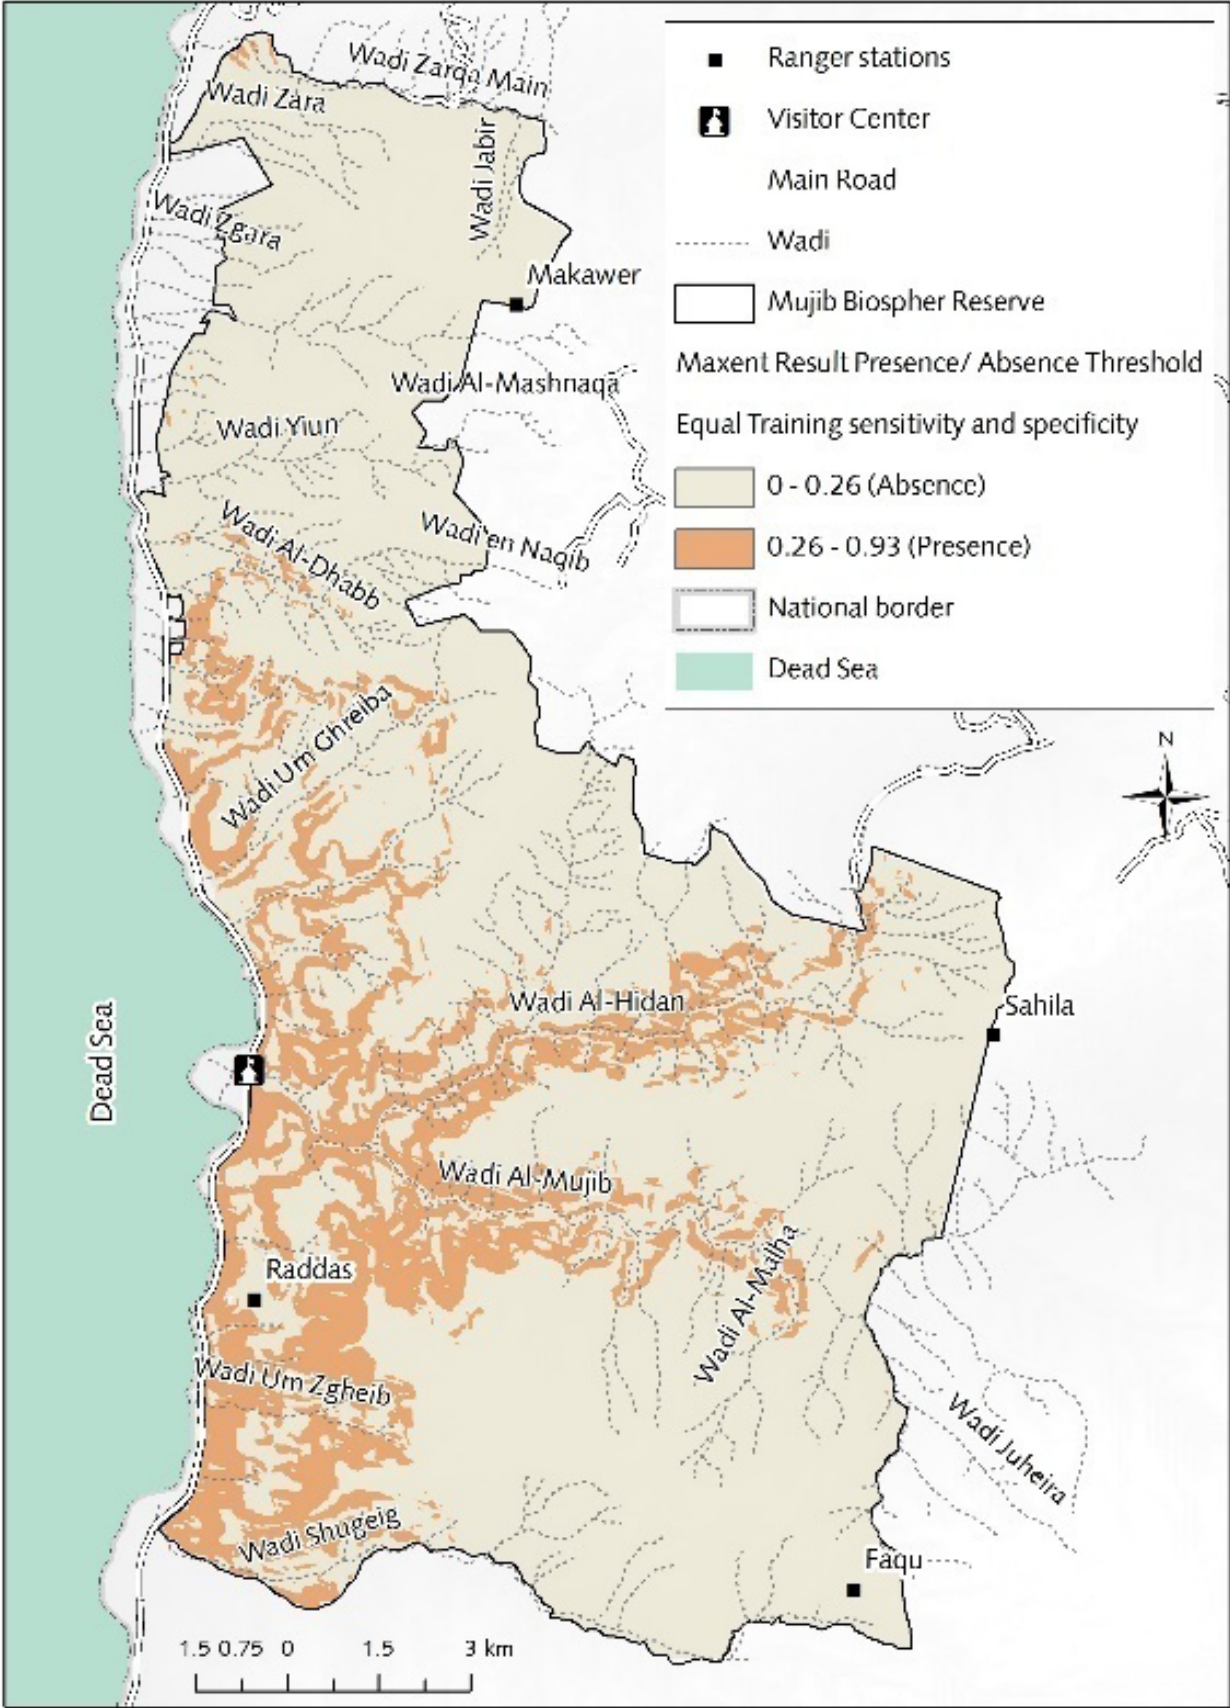 Wadi Zarqa Main
Wadi Zara
Wadi Jabir
Wadi Zgara
Makawer
Wadi Al-Mashnaqa
Wadi Yiun
Wadi Al-Dhabb
Wadi en Naqib
Wadi Um Ghreiba
Wadi Al-Hidan
Sahila
Dead Sea
Wadi Al-Mujib
Raddas
Wadi Al-Malha
Wadi Um Zgheib
Wadi Juheira
Wadi Shugeig
Faqu
1.5 0.75 0 1.5 3 km
Ranger stations
Visitor Center
Main Road
Wadi
Mujib Biospher Reserve
Maxent Result Presence/ Absence Threshold
Equal Training sensitivity and specificity
0 - 0.26 (Absence)
0.26 - 0.93 (Presence)
National border
Dead Sea
N